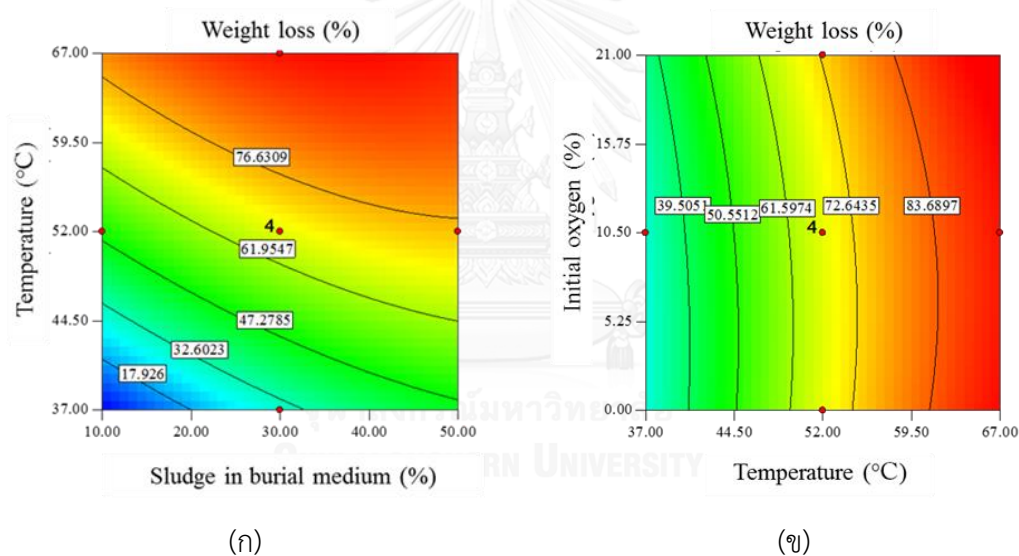 Weight loss (%)
67.00
59.50
52.00
44.50
37.00
Temperature (°C)
76.6309
4
61.9547
47.2785
32.6023
17.926
10.00 20.00 30.00 40.00 50.00
Sludge in burial medium (%)
(ก)
Weight loss (%)
21.00
15.75
10.50
5.25
0.00
Initial oxygen (%)
39.5051 50.5512 61.5974 72.6435 83.6897
4
37.00 44.50 52.00 59.50 67.00
Temperature (°C)
(ข)
RN UNIVERSITY